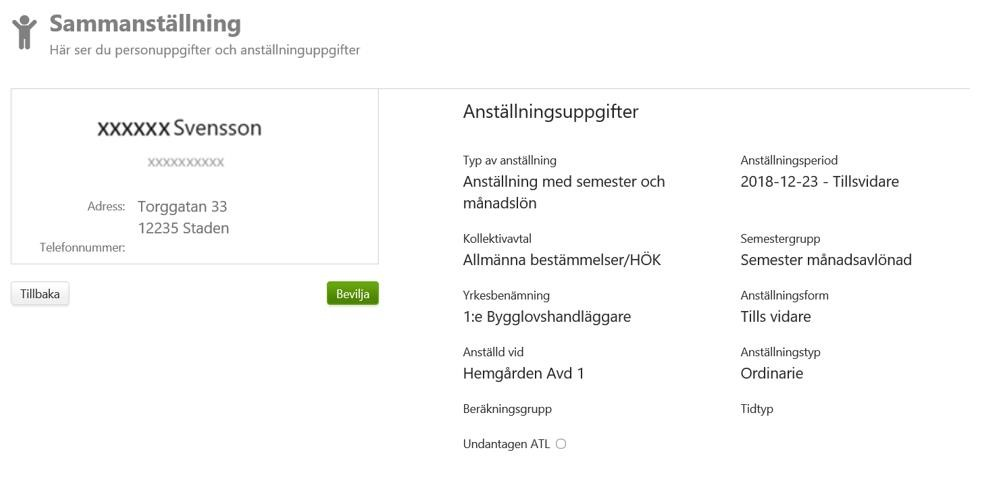 Sammanställning
Här ser du personuppgifter och anställninguppgifter
xxxxxx Svensson
xxxxxxxxxx
Adress: Torggatan 33
12235 Staden
Telefonnummer:
Tillbaka
Bevilja
Anställningsuppgifter
Typ av anställning
Anställning med semester och
månadslön
Anställningsperiod
2018-12-23 - Tillsvidare
Kollektivavtal
Allmänna bestämmelser/HÖK
Semestergrupp
Semester månadsavlönad
Yrkesbenämning
1:e Bygglovshandläggare
Anställningsform
Tills vidare
Anställd vid
Hemgården Avd 1
Anställningstyp
Ordinarie
Beräkningsgrupp
Tidtyp
Undantagen ATL